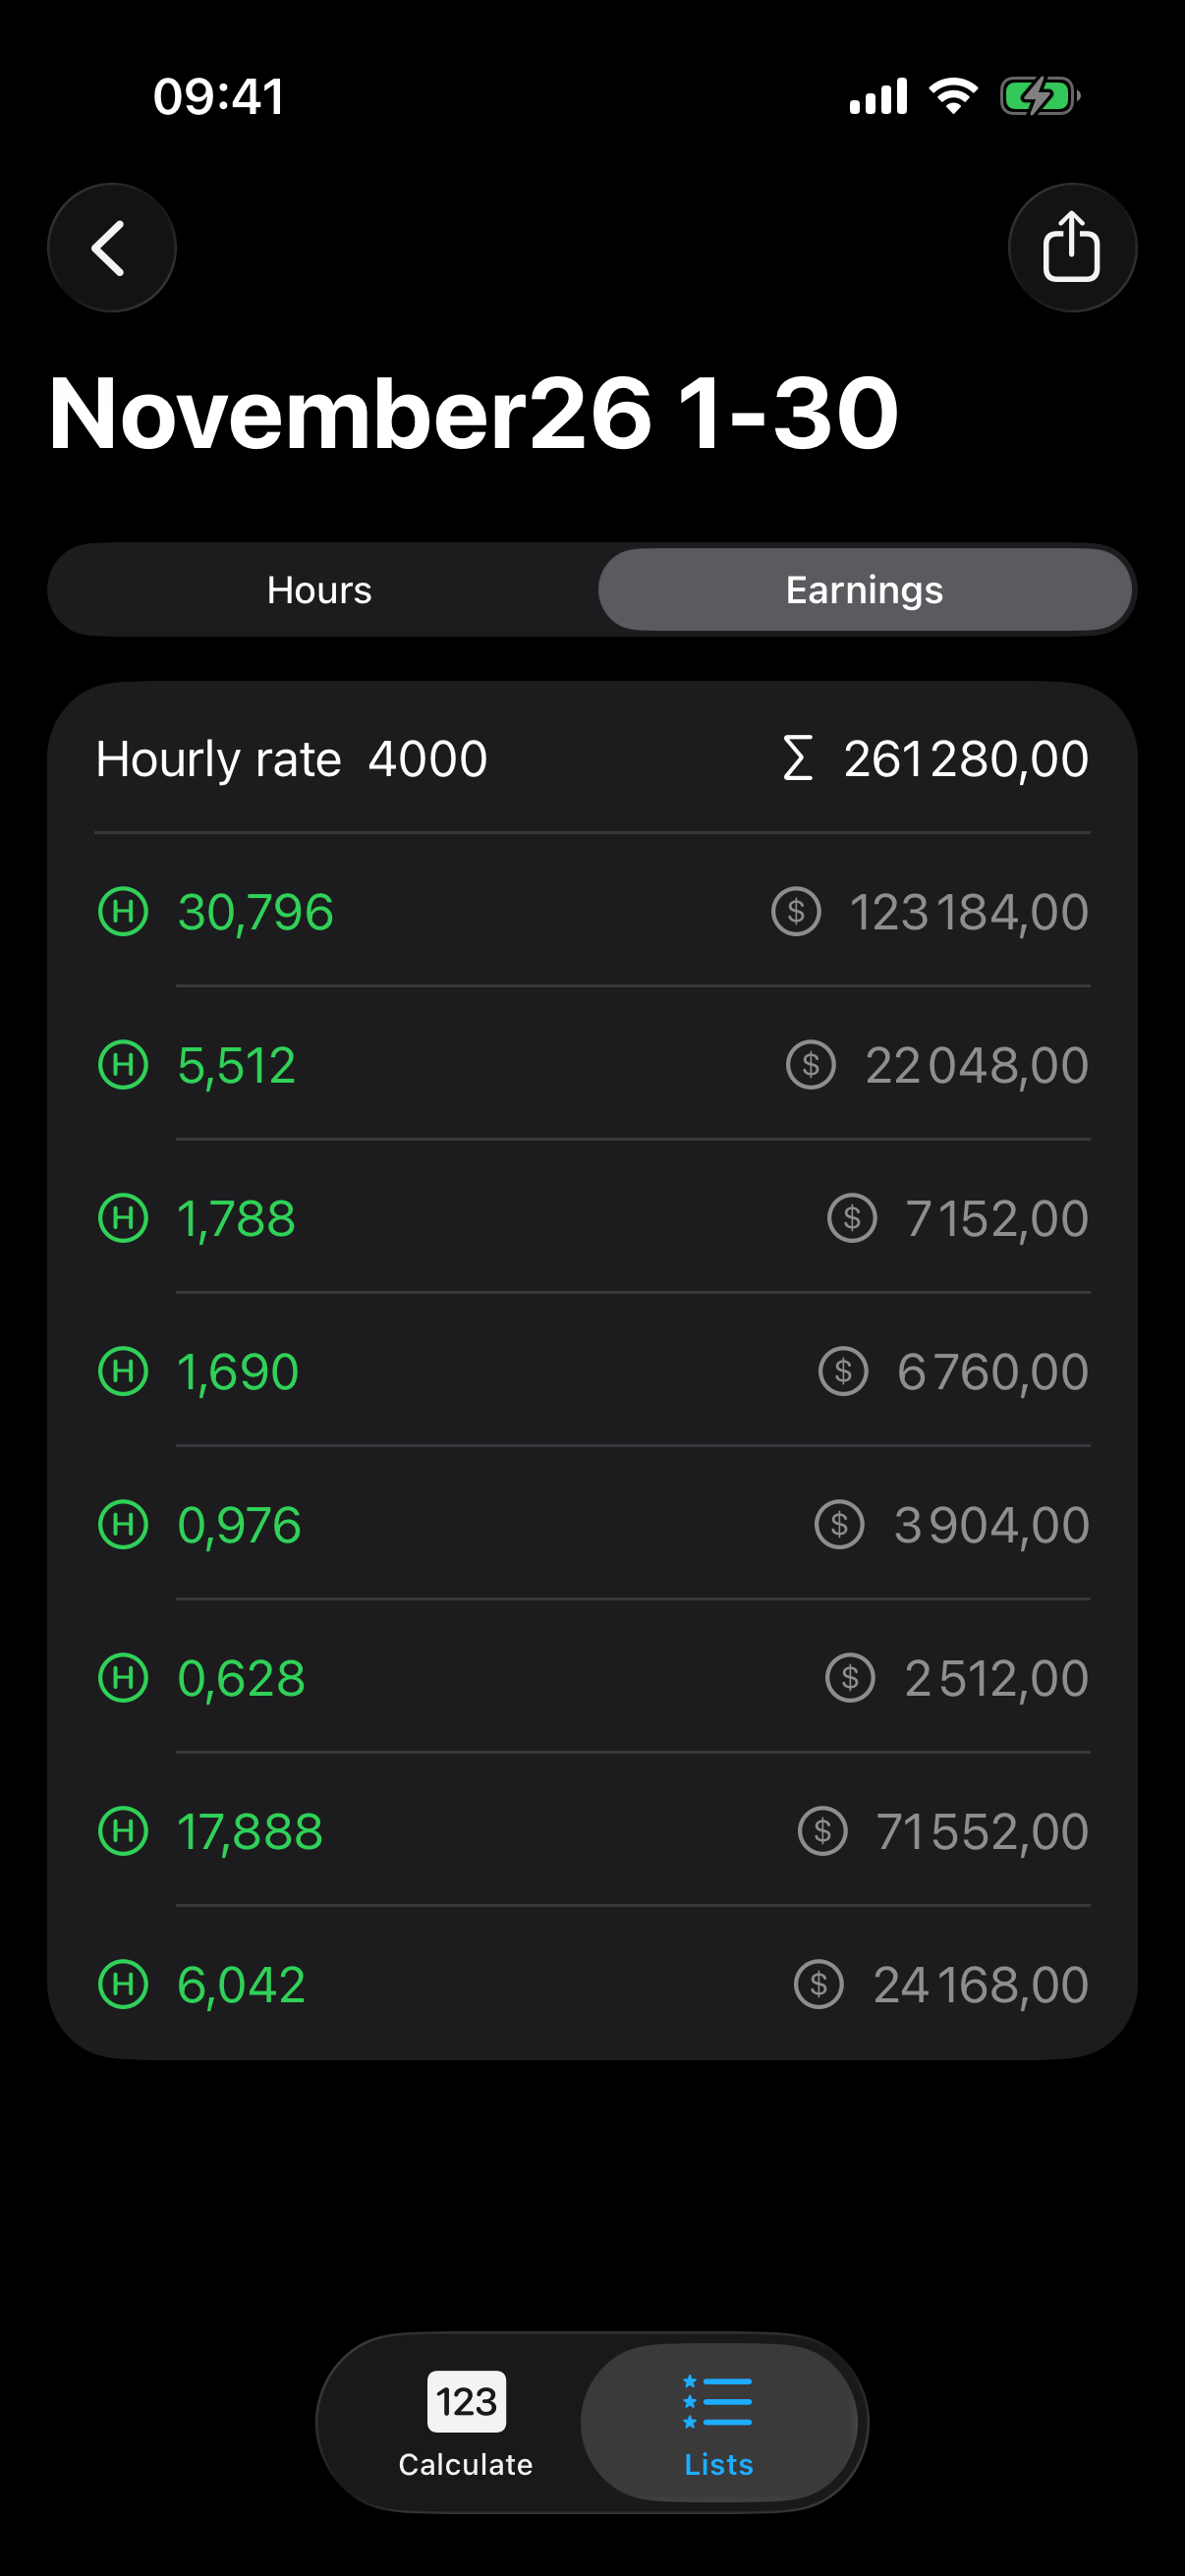 09:41
November26 1-30
Hours Earnings
Hourly rate 4000 Σ 261 280,00
H 30,796 $ 123 184,00
H 5,512 $ 22 048,00
H 1,788 $ 7 152,00
H 1,690 $ 6 760,00
H 0,976 $ 3 904,00
H 0,628 $ 2 512,00
H 17,888 $ 71 552,00
H 6,042 $ 24 168,00
123
Calculate Lists